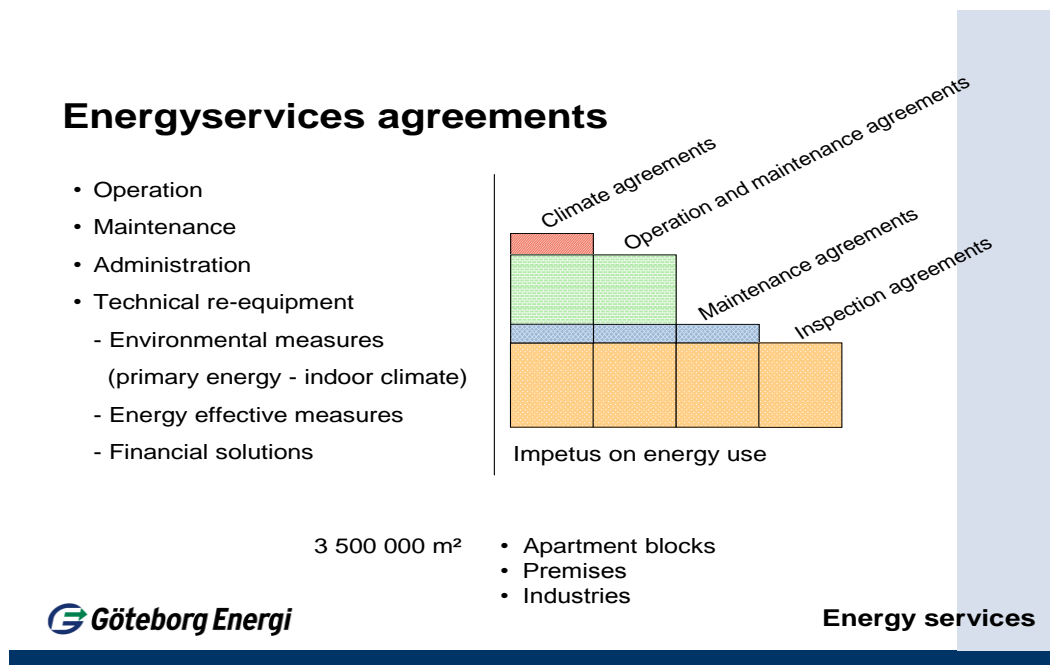 Energyservices agreements
• Operation
• Maintenance
• Administration
• Technical re-equipment
- Environmental measures
(primary energy - indoor climate)
- Energy effective measures
- Financial solutions
Climate agreements
Operation and maintenance agreements
Maintenance agreements
Inspection agreements
Impetus on energy use
3 500 000 m²
• Apartment blocks
• Premises
• Industries
Göteborg Energi
Energy services